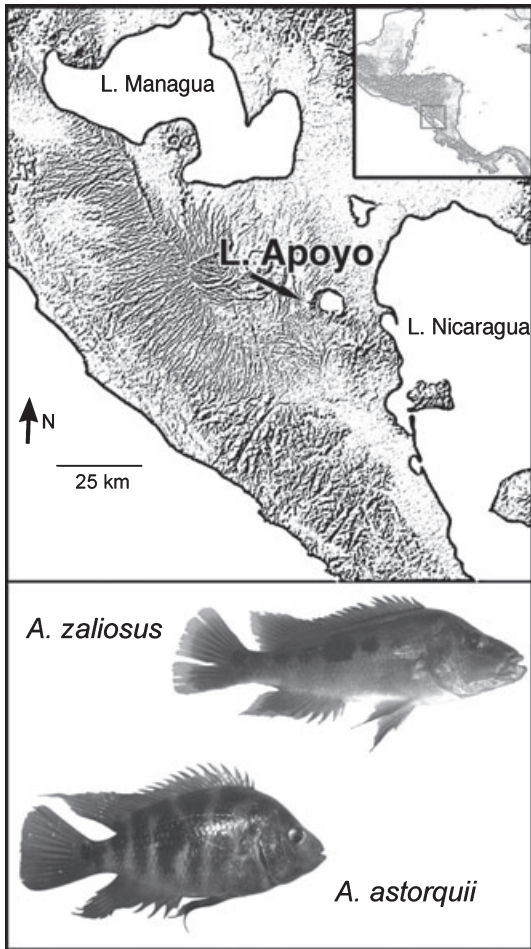 L. Managua
L. Apoyo
L. Nicaragua
N
25 km
A. zaliosus
A. astorquii